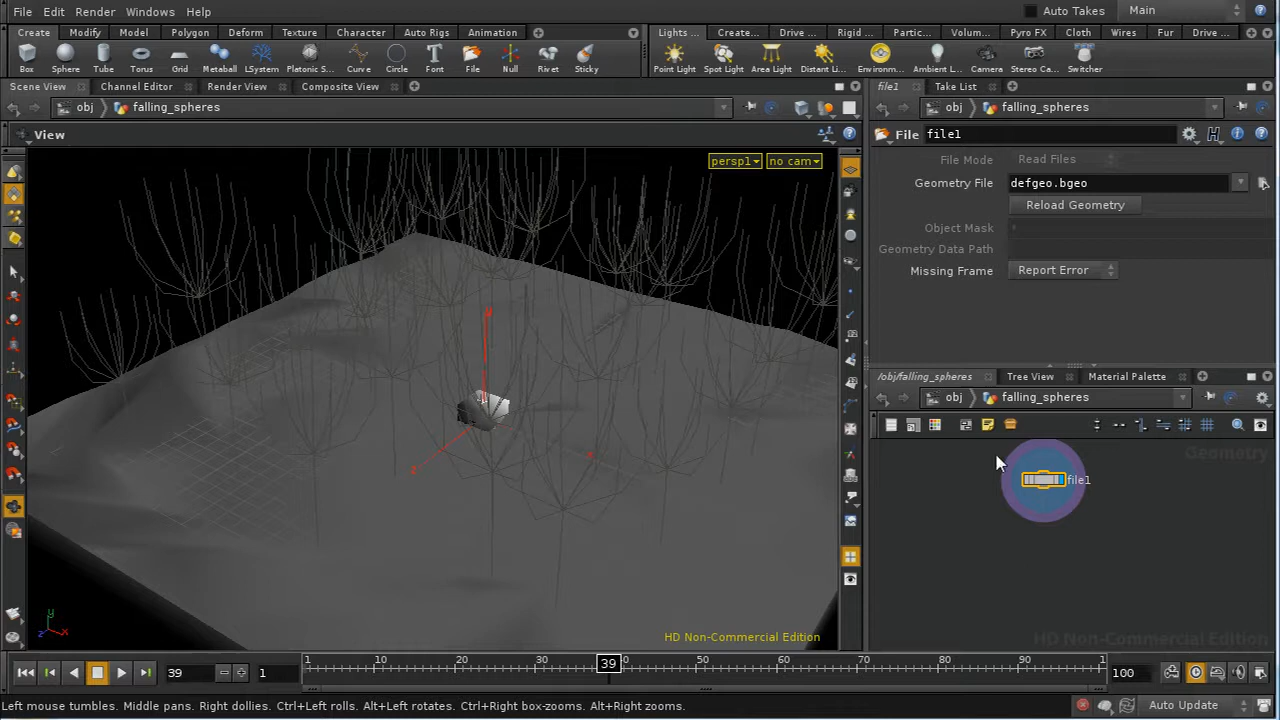 File Edit Render Windows Help Auto Takes Main
Create Modify Model Polygon Deform Texture Character Auto Rigs Animation Lights ... Create... Drive ... Rigid ... Partic... Volum... Pyro FX Cloth Wires Fur Drive ...
Box Sphere Tube Torus Grid Metaball LSystem Platonic S... Curve Circle Font File Null Rivet Sticky Point Light Spot Light Area Light Distant Li... Environm... Ambient L... Camera Stereo Ca... Switcher
Scene View Channel Editor Render View Composite View file1 Take List
obj falling_spheres obj falling_spheres
View File file1
persp1 no cam
File Mode Read Files
Geometry File defgeo.bgeo
Reload Geometry
Object Mask *
Geometry Data Path
Missing Frame Report Error
/obj/falling_spheres Tree View Material Palette
obj falling_spheres
Geometry
file1
y
z
x
y
z x
HD Non-Commercial Edition HD Non-Commercial Edition
39 1 1 10 20 30 39 50 60 70 80 90 1 100
Left mouse tumbles. Middle pans. Right dollies. Ctrl+Left rolls. Alt+Left rotates. Ctrl+Right box-zooms. Alt+Right zooms. Auto Update